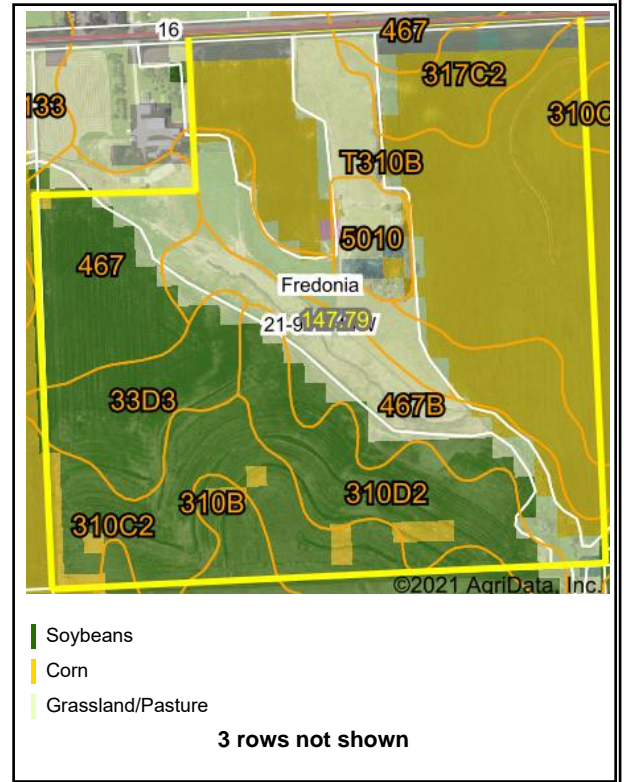 16
467
317C2
133
310C
T310B
5010
467
Fredonia
147.79
21-9
W
33D3
467B
310B
310D2
310C2
©2021 AgriData, Inc.
Soybeans
Corn
Grassland/Pasture
3 rows not shown